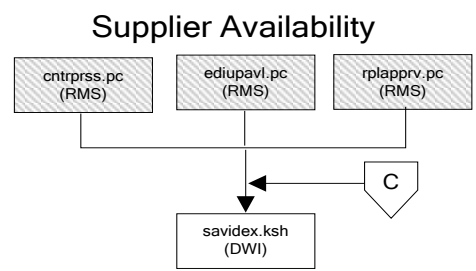 Supplier Availability
cntrprss.pc
(RMS)
ediupavl.pc
(RMS)
rplapprv.pc
(RMS)
C
savidex.ksh
(DWI)